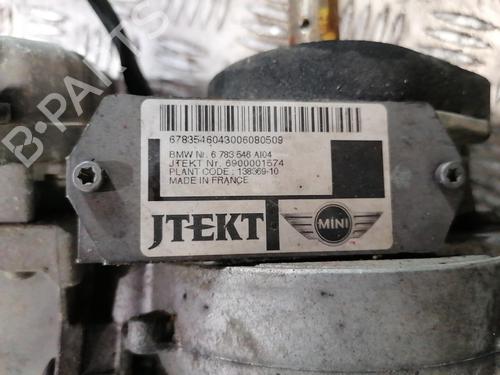 6783546043006080509
BMW Nr. 6 783 546 AI04
JTEKT Nr. 6900001574
PLANT CODE : 138369-10
MADE IN FRANCE
JTEKT
MINI
B-PARTS